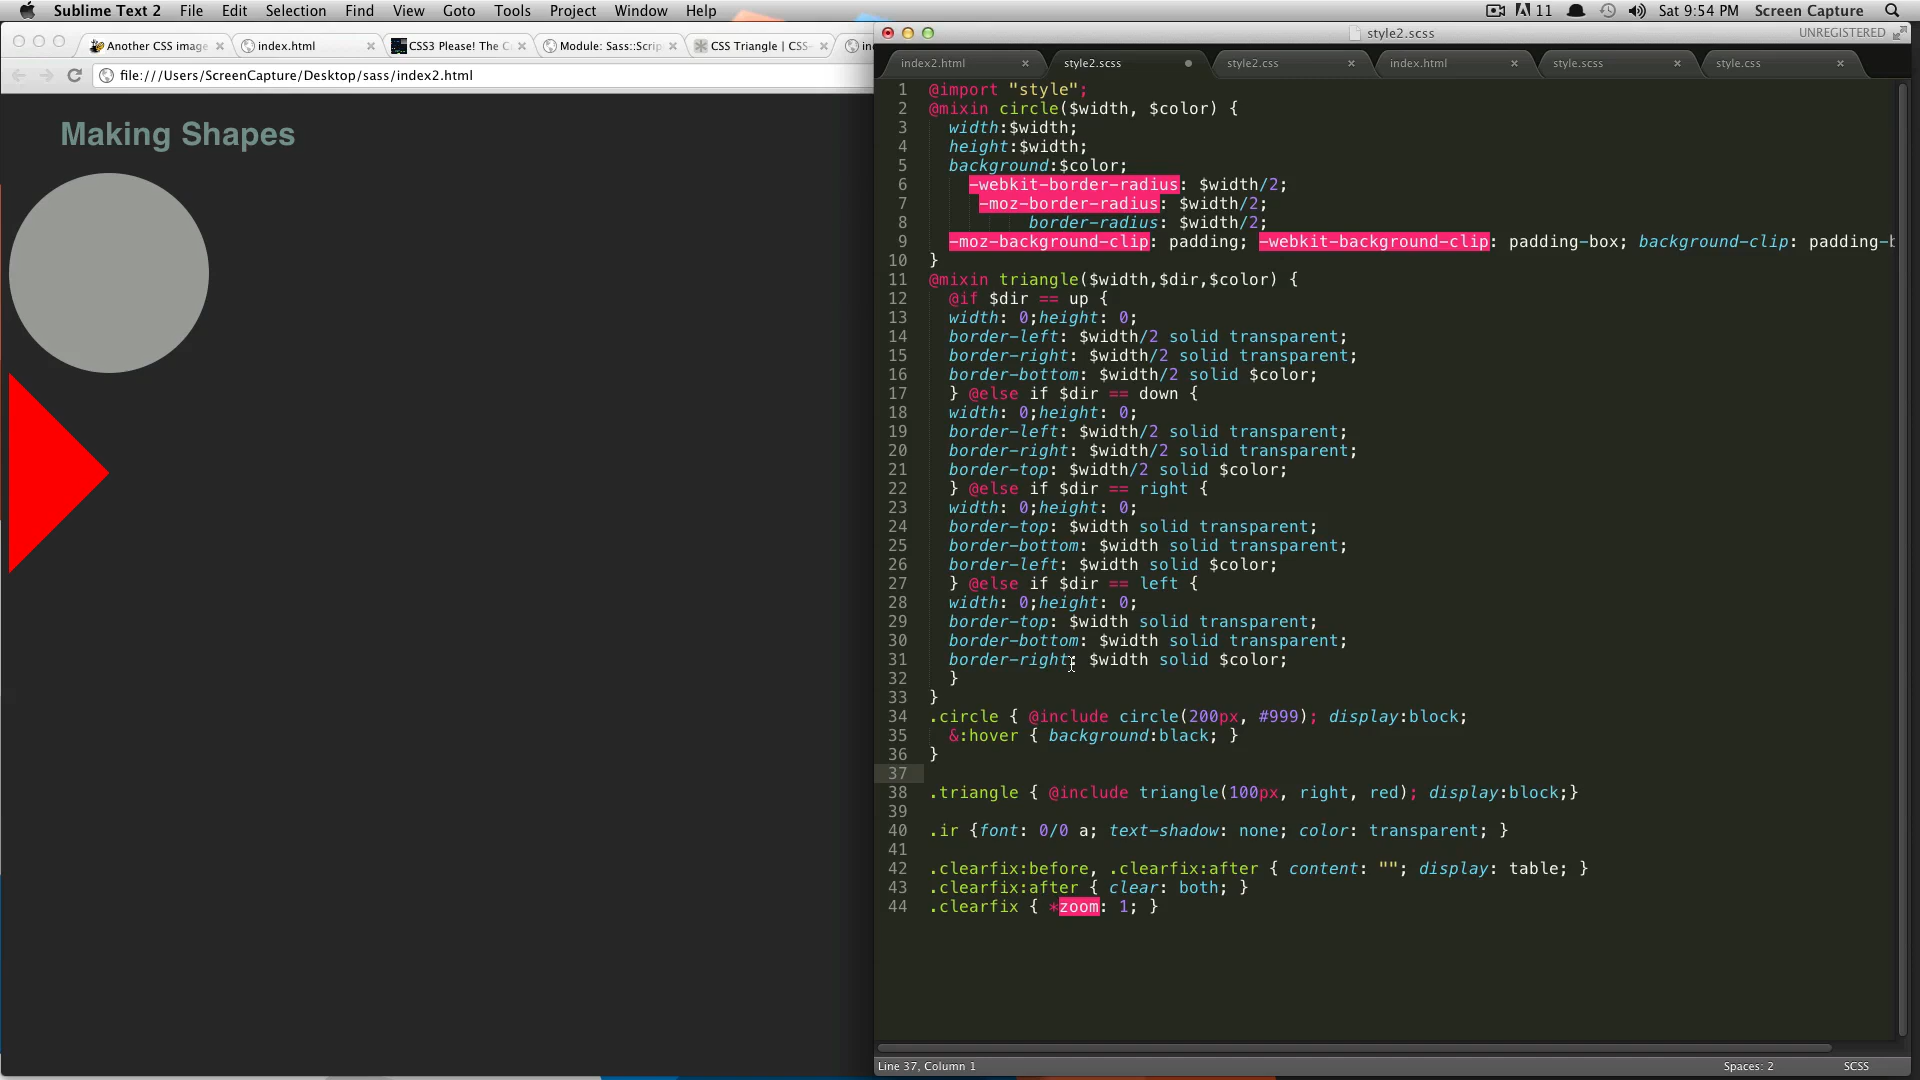 Sublime Text 2 File Edit Selection Find View Goto Tools Project Window Help
11 Sat 9:54 PM Screen Capture
Another CSS image index.html CSS3 Please! The C Module: Sass::Scrip CSS Triangle | CSS- in
file:///Users/ScreenCapture/Desktop/sass/index2.html
Making Shapes
style2.scss UNREGISTERED
index2.html style2.scss style2.css index.html style.scss style.css
1 @import "style";
2 @mixin circle($width, $color) {
3 width:$width;
4 height:$width;
5 background:$color;
6 -webkit-border-radius: $width/2;
7 -moz-border-radius: $width/2;
8 border-radius: $width/2;
9 -moz-background-clip: padding; -webkit-background-clip: padding-box; background-clip: padding-b
10 }
11 @mixin triangle($width,$dir,$color) {
12 @if $dir == up {
13 width: 0;height: 0;
14 border-left: $width/2 solid transparent;
15 border-right: $width/2 solid transparent;
16 border-bottom: $width/2 solid $color;
17 } @else if $dir == down {
18 width: 0;height: 0;
19 border-left: $width/2 solid transparent;
20 border-right: $width/2 solid transparent;
21 border-top: $width/2 solid $color;
22 } @else if $dir == right {
23 width: 0;height: 0;
24 border-top: $width solid transparent;
25 border-bottom: $width solid transparent;
26 border-left: $width solid $color;
27 } @else if $dir == left {
28 width: 0;height: 0;
29 border-top: $width solid transparent;
30 border-bottom: $width solid transparent;
31 border-right: $width solid $color;
32 }
33 }
34 .circle { @include circle(200px, #999); display:block;
35 &:hover { background:black; }
36 }
37
38 .triangle { @include triangle(100px, right, red); display:block;}
39
40 .ir {font: 0/0 a; text-shadow: none; color: transparent; }
41
42 .clearfix:before, .clearfix:after { content: ""; display: table; }
43 .clearfix:after { clear: both; }
44 .clearfix { *zoom: 1; }
Line 37, Column 1 Spaces: 2 SCSS